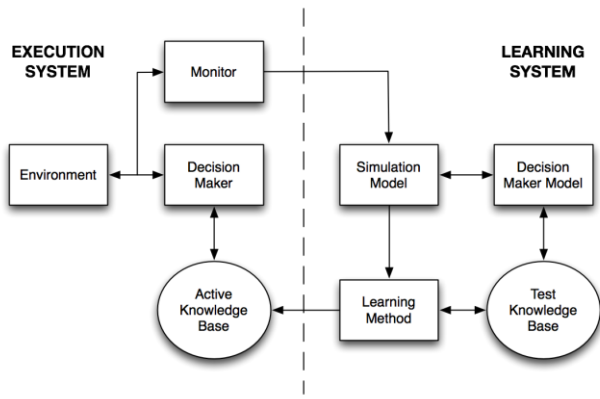 EXECUTION
SYSTEM
LEARNING
SYSTEM
Monitor
Environment
Decision
Maker
Simulation
Model
Decision
Maker Model
Active
Knowledge
Base
Learning
Method
Test
Knowledge
Base